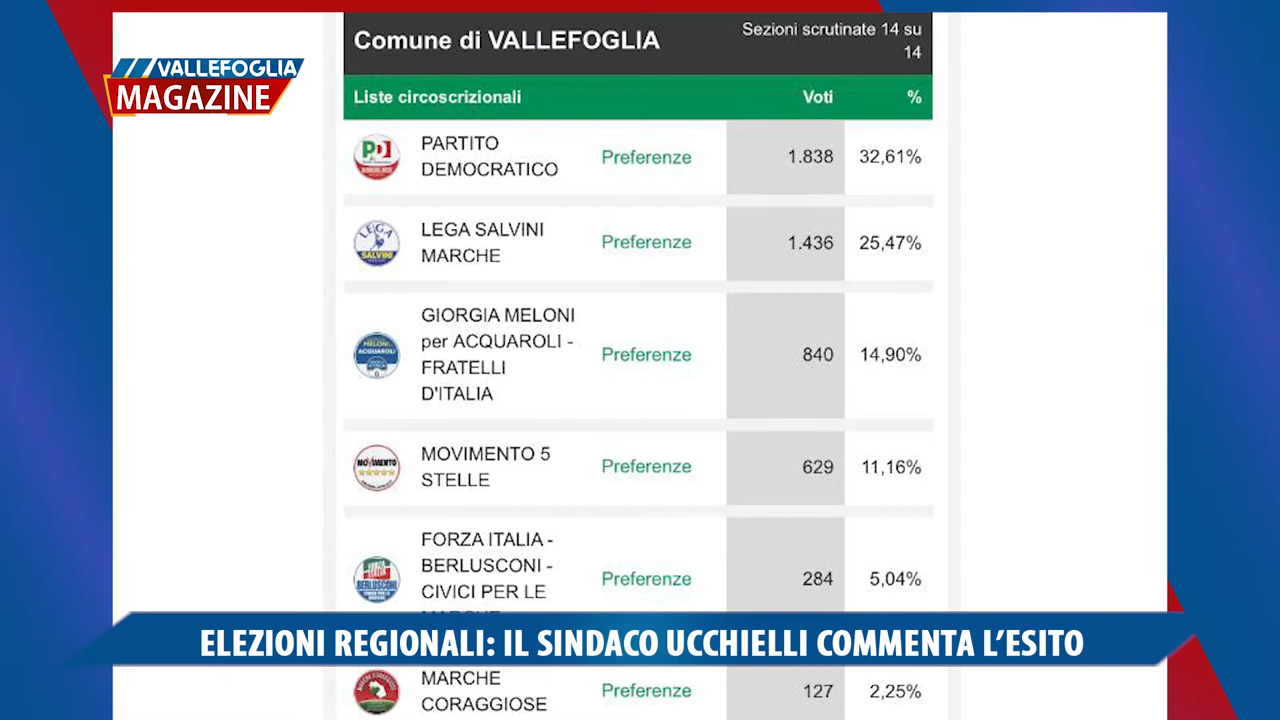 VALLEFOGLIA
MAGAZINE
Comune di VALLEFOGLIA
Sezioni scrutinate 14 su
14
Liste circoscrizionali Voti %
PARTITO
DEMOCRATICO
Preferenze 1.838 32,61%
LEGA SALVINI
MARCHE
Preferenze 1.436 25,47%
GIORGIA MELONI
per ACQUAROLI -
FRATELLI
D'ITALIA
Preferenze 840 14,90%
MOVIMENTO 5
STELLE
Preferenze 629 11,16%
FORZA ITALIA -
BERLUSCONI -
CIVICI PER LE
Preferenze 284 5,04%
ELEZIONI REGIONALI: IL SINDACO UCCHIELLI COMMENTA L'ESITO
MARCHE
CORAGGIOSE
Preferenze 127 2,25%